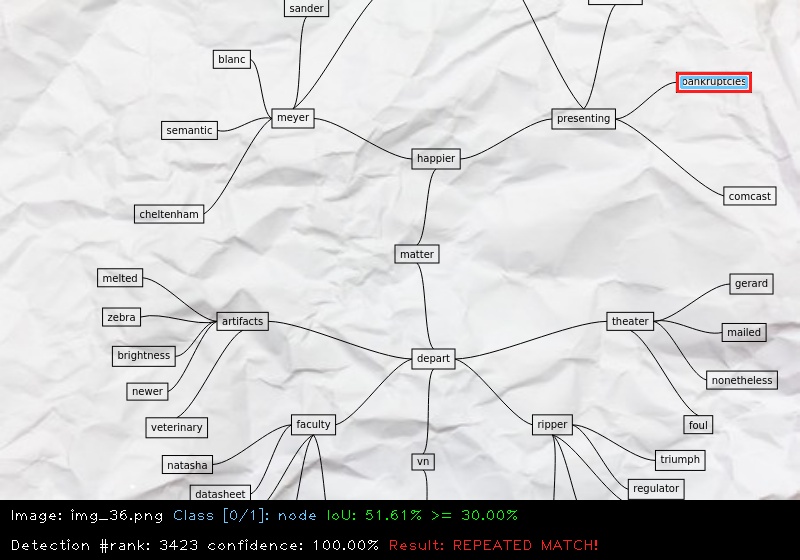 sander
blanc
bankruptcies
meyer
presenting
semantic
happier
comcast
cheltenham
matter
melted
gerard
zebra
artifacts
theater
mailed
brightness
depart
nonetheless
newer
veterinary
faculty
ripper
foul
natasha
vn
triumph
datasheet
regulator
Image: img_36.png Class [0/1]: node IoU: 51.61% >= 30.00%
Detection #rank: 3423 confidence: 100.00% Result: REPEATED MATCH!